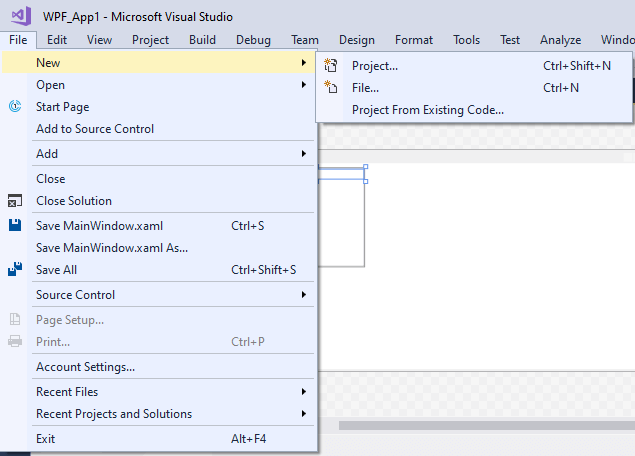 WPF_App1 - Microsoft Visual Studio
File Edit View Project Build Debug Team Design Format Tools Test Analyze Windo
New
Project... Ctrl+Shift+N
Open
File... Ctrl+N
Start Page
Project From Existing Code...
Add to Source Control
Add
Close
Close Solution
Save MainWindow.xaml Ctrl+S
Save MainWindow.xaml As...
Save All Ctrl+Shift+S
Source Control
Page Setup...
Print... Ctrl+P
Account Settings...
Recent Files
Recent Projects and Solutions
Exit Alt+F4